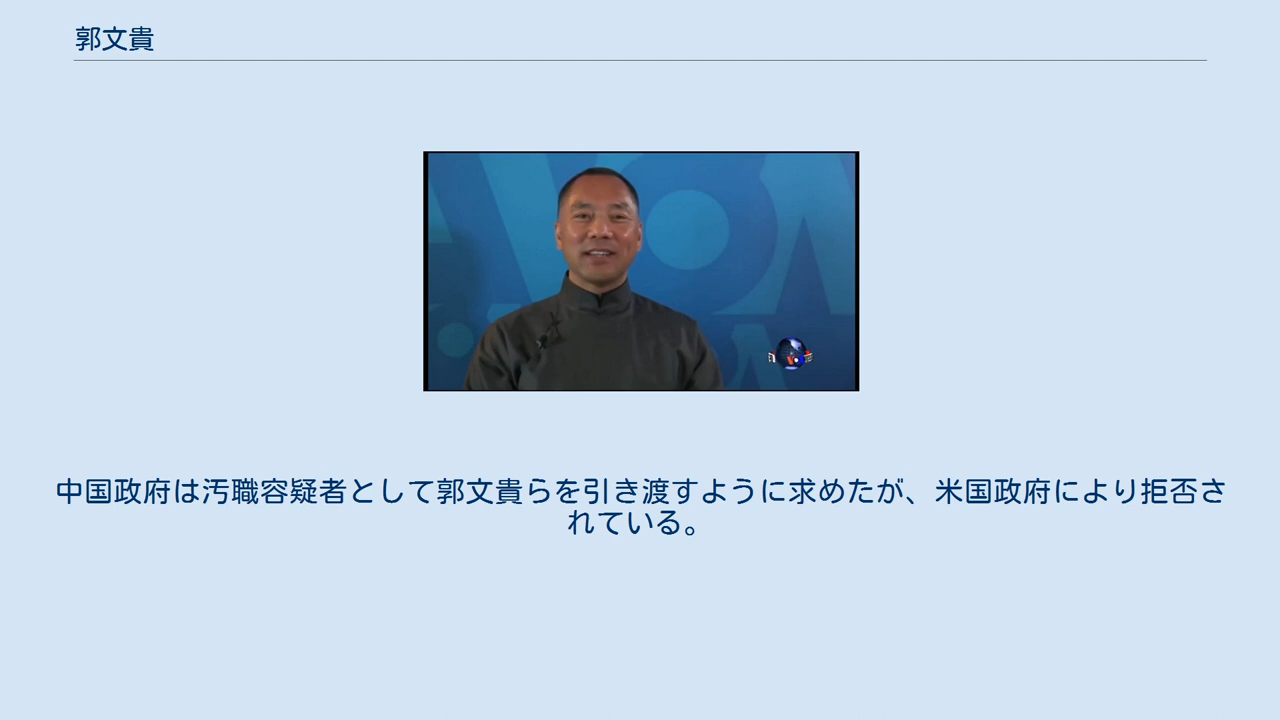 郭文貴
VOA
中国政府は汚職容疑者として郭文貴らを引き渡すように求めたが、米国政府により拒否さ
れている。